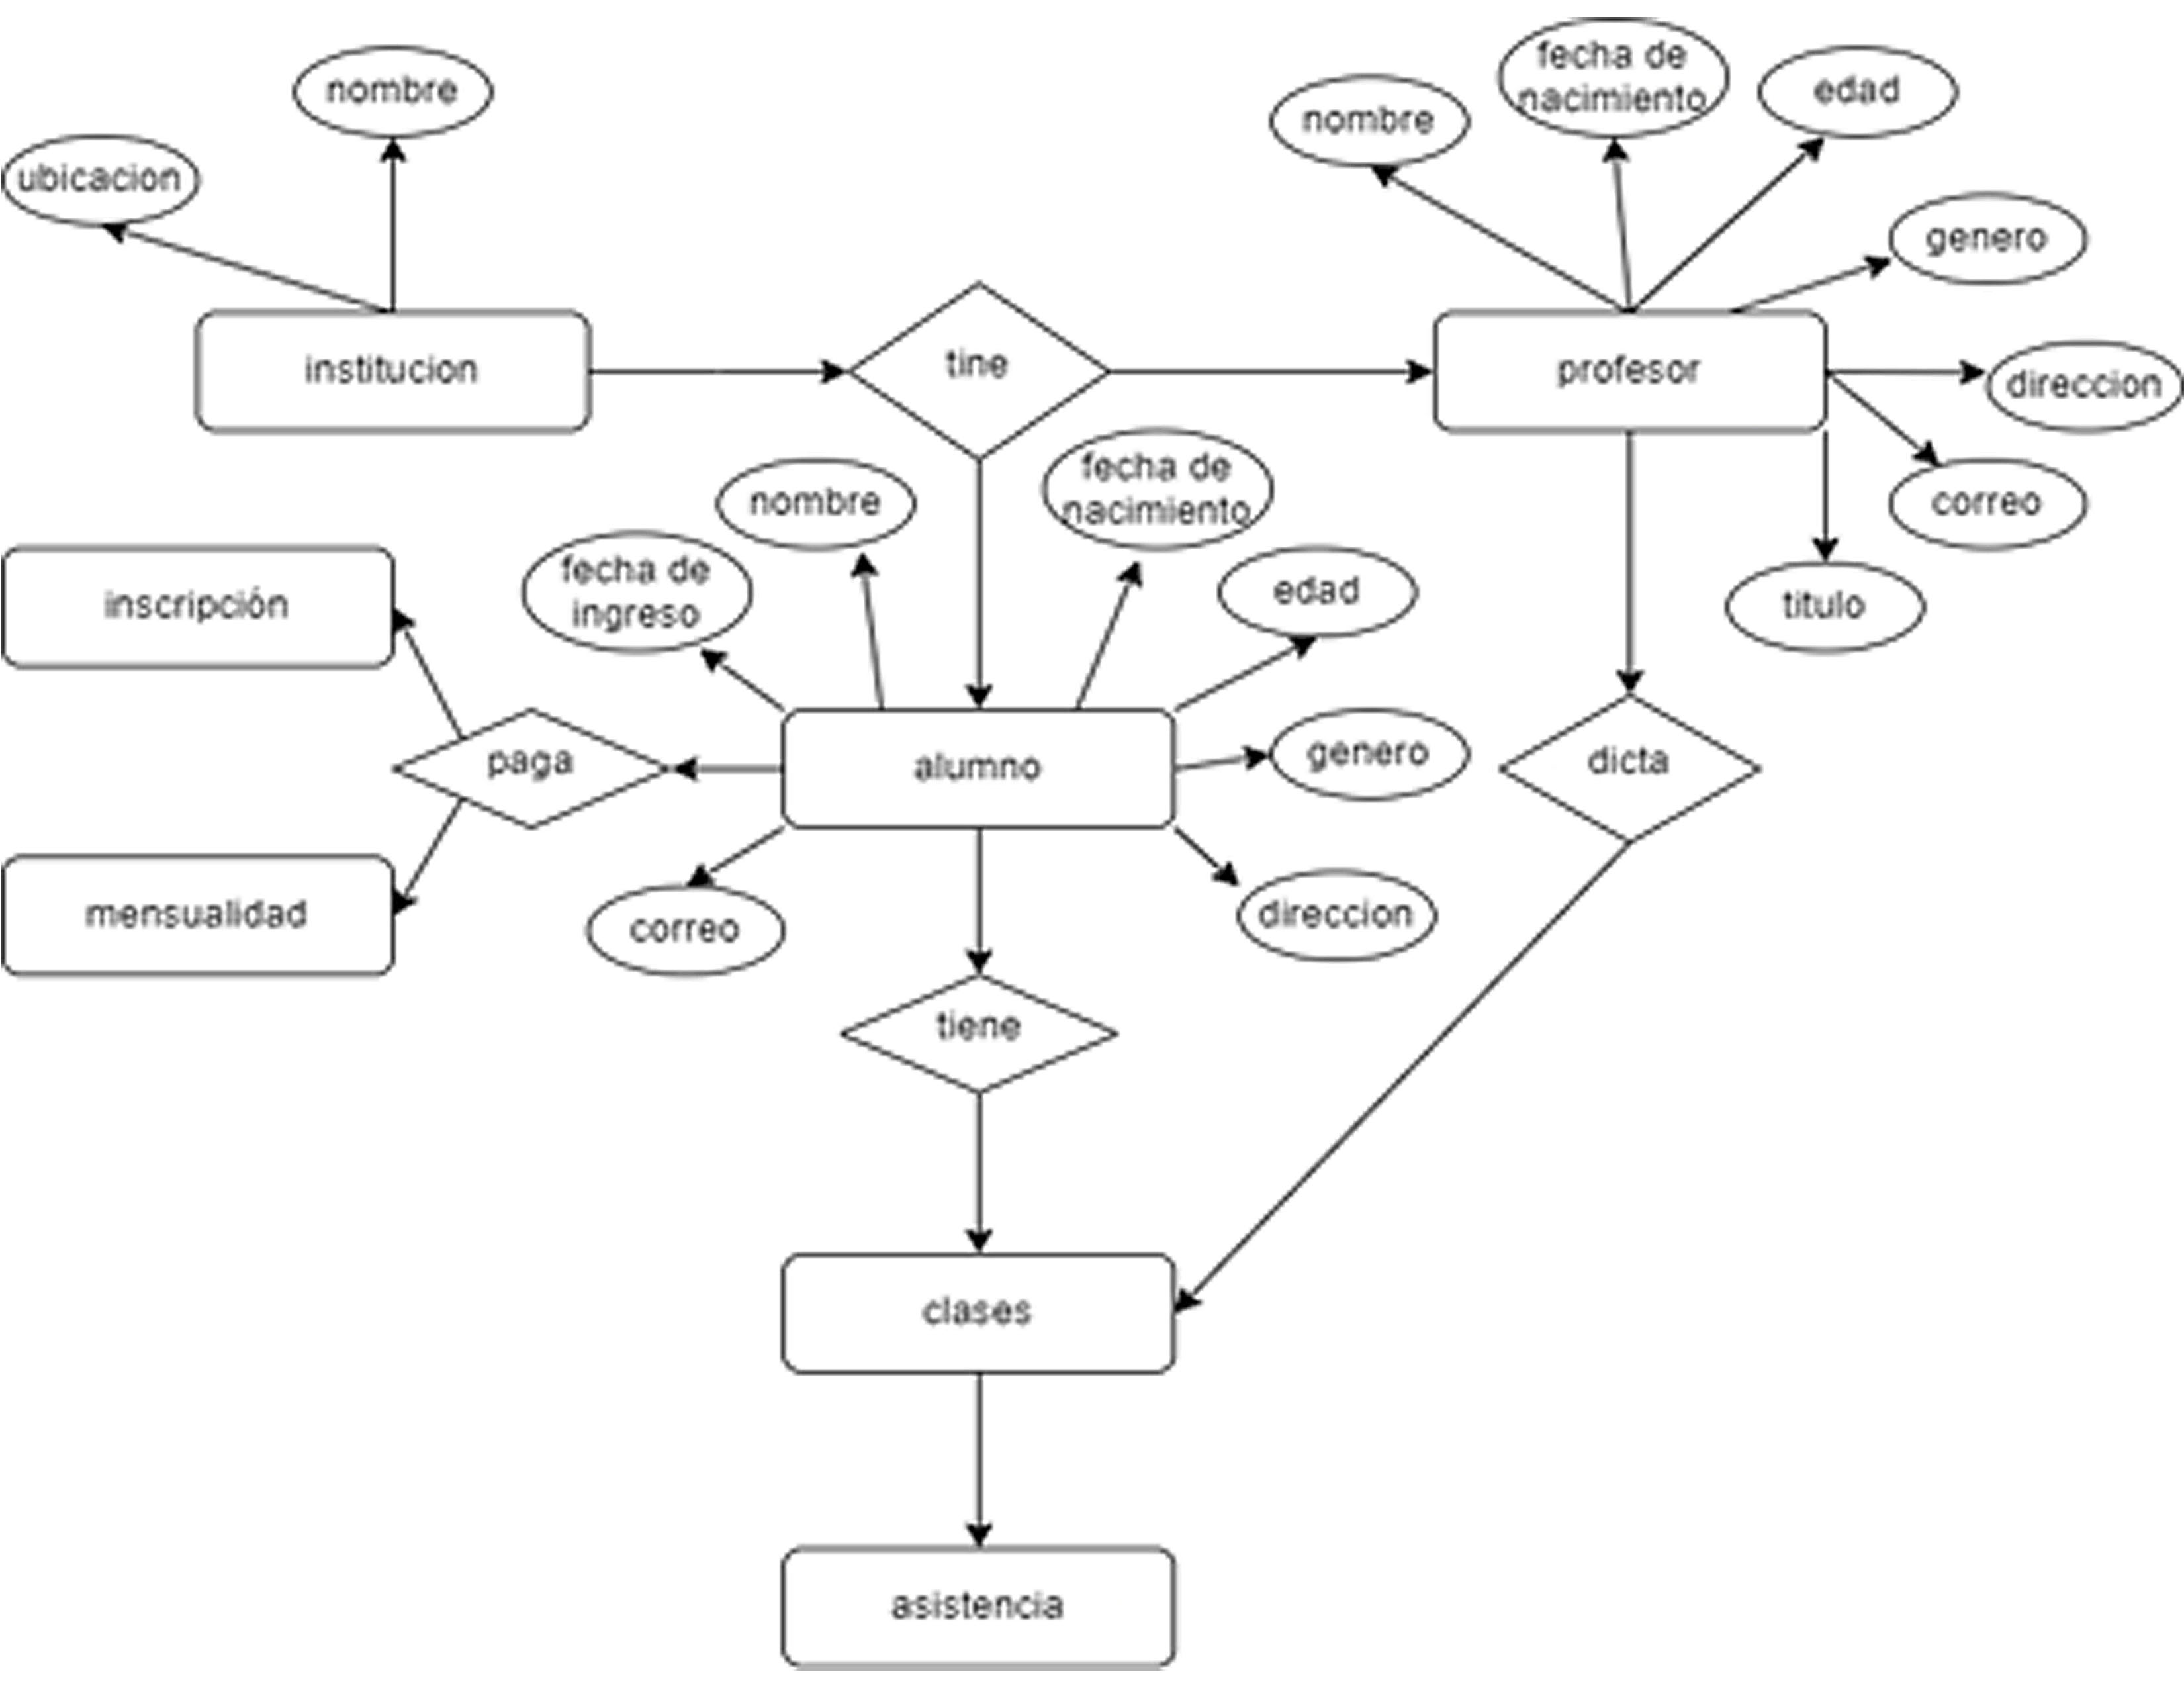 nombre
ubicacion
institucion
tine
nombre
fecha de
nacimiento
edad
genero
profesor
direccion
correo
titulo
nombre
fecha de
nacimiento
fecha de
ingreso
edad
inscripción
paga
alumno
genero
dicta
mensualidad
correo
direccion
tiene
clases
asistencia